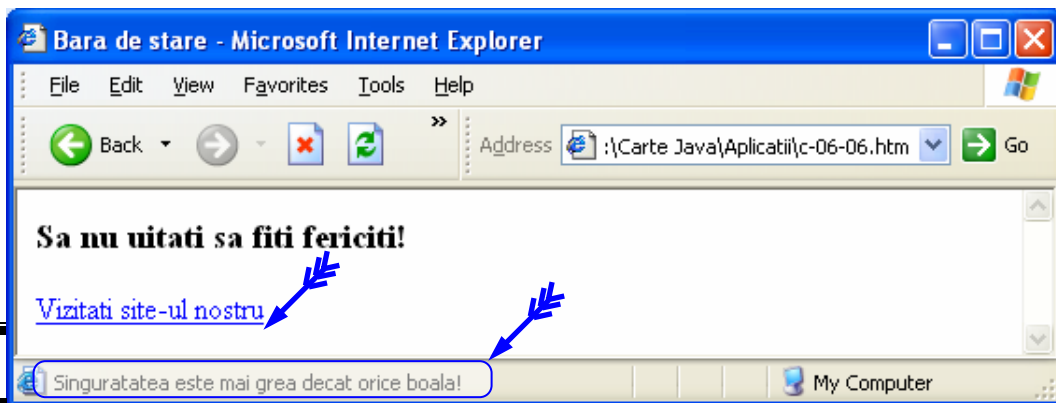 Bara de stare - Microsoft Internet Explorer
File Edit View Favorites Tools Help
Back » Address :\Carte Java\Aplicatii\c-06-06.htm Go
Sa nu uitati sa fiti fericiti!
Vizitati site-ul nostru
Singuratatea este mai grea decat orice boala! My Computer